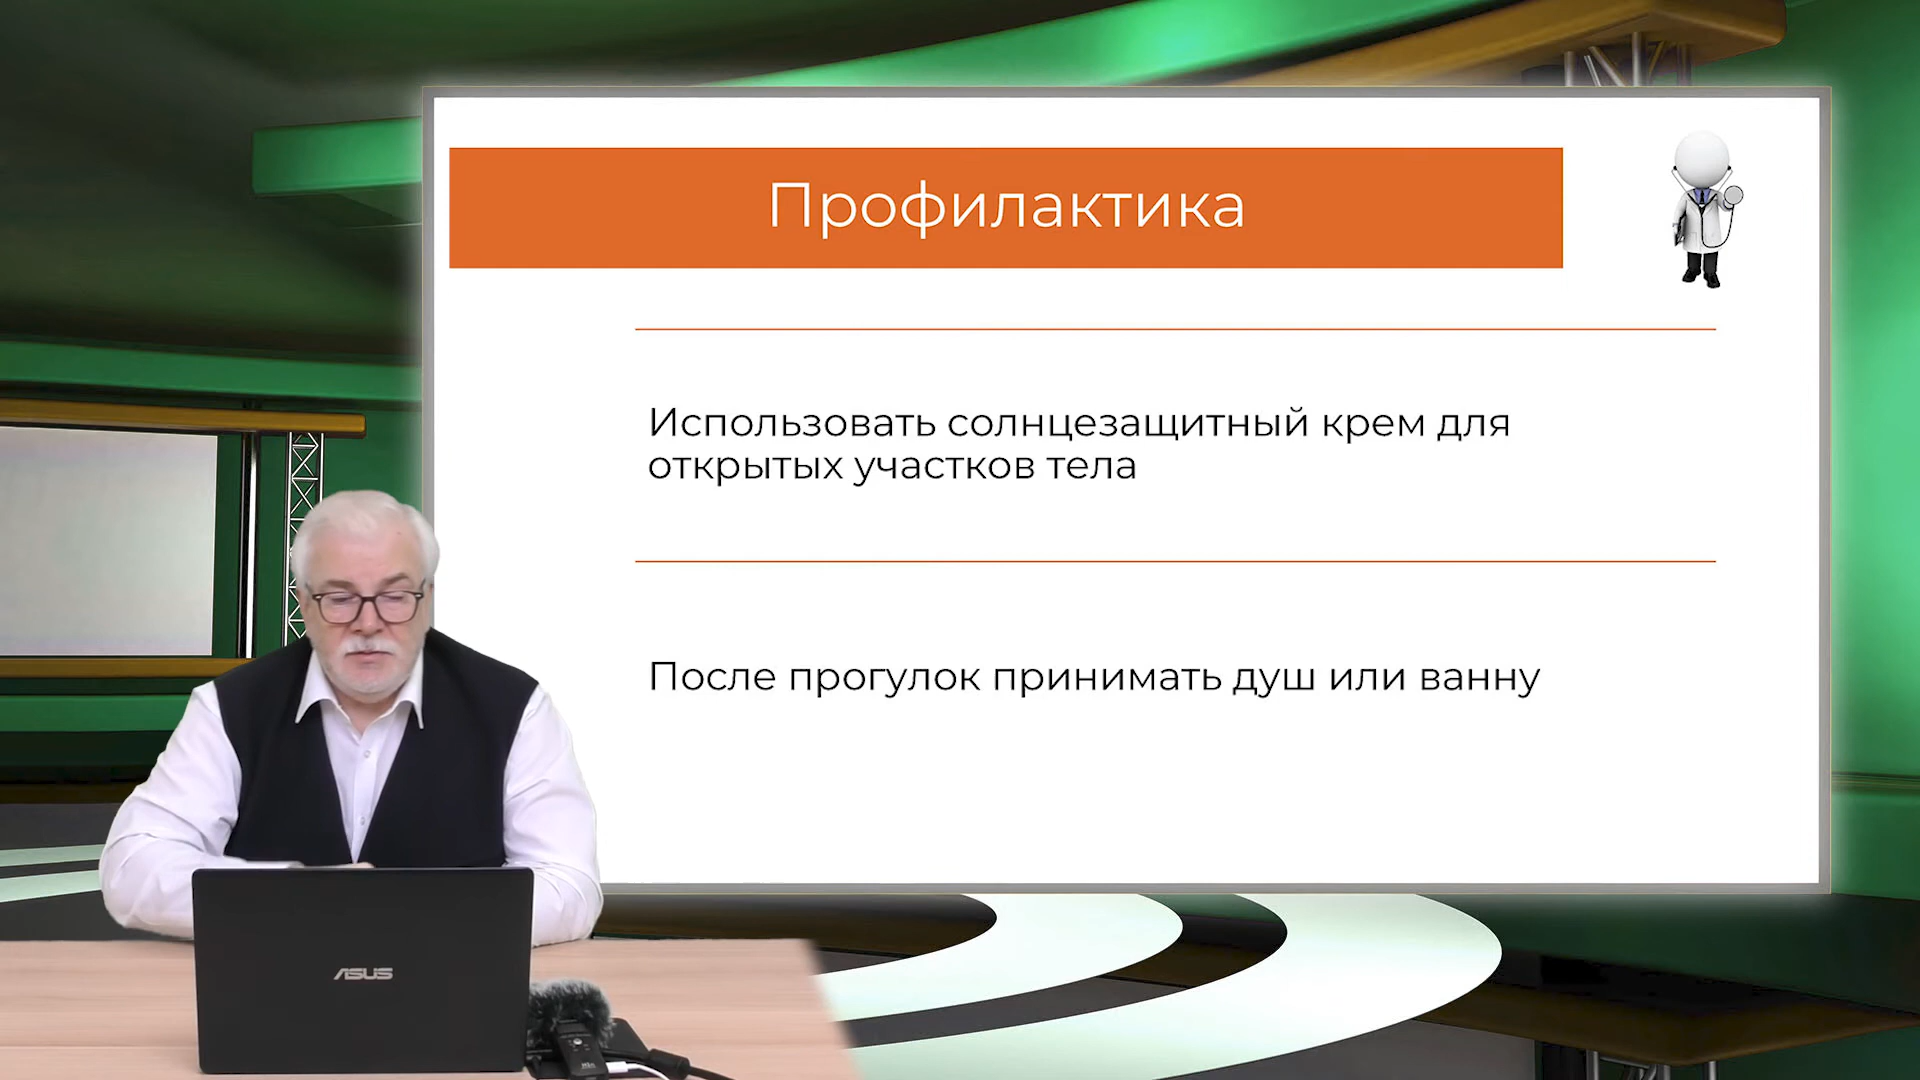 Профилактика
Использовать солнцезащитный крем для
открытых участков тела
После прогулок принимать душ или ванну
ASUS